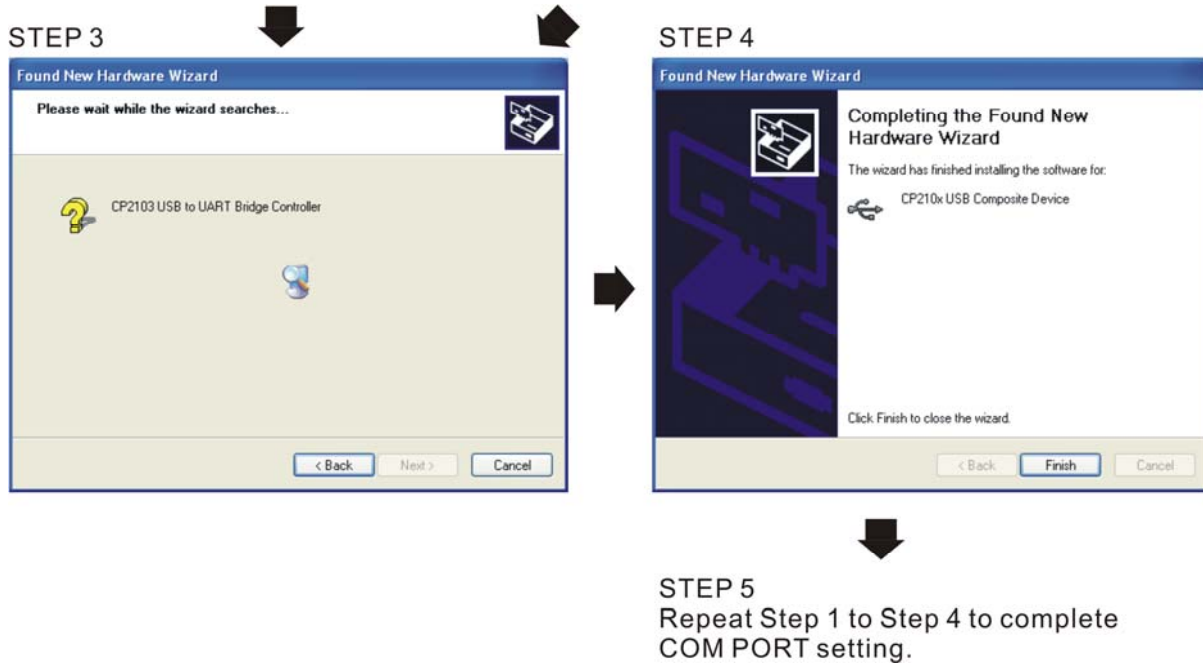 STEP 3
Found New Hardware Wizard
Please wait while the wizard searches...
CP2103 USB to UART Bridge Controller
< Back
Next >
Cancel
STEP 4
Found New Hardware Wizard
Completing the Found New
Hardware Wizard
The wizard has finished installing the software for:
CP210x USB Composite Device
Click Finish to close the wizard.
< Back
Finish
Cancel
STEP 5
Repeat Step 1 to Step 4 to complete
COM PORT setting.